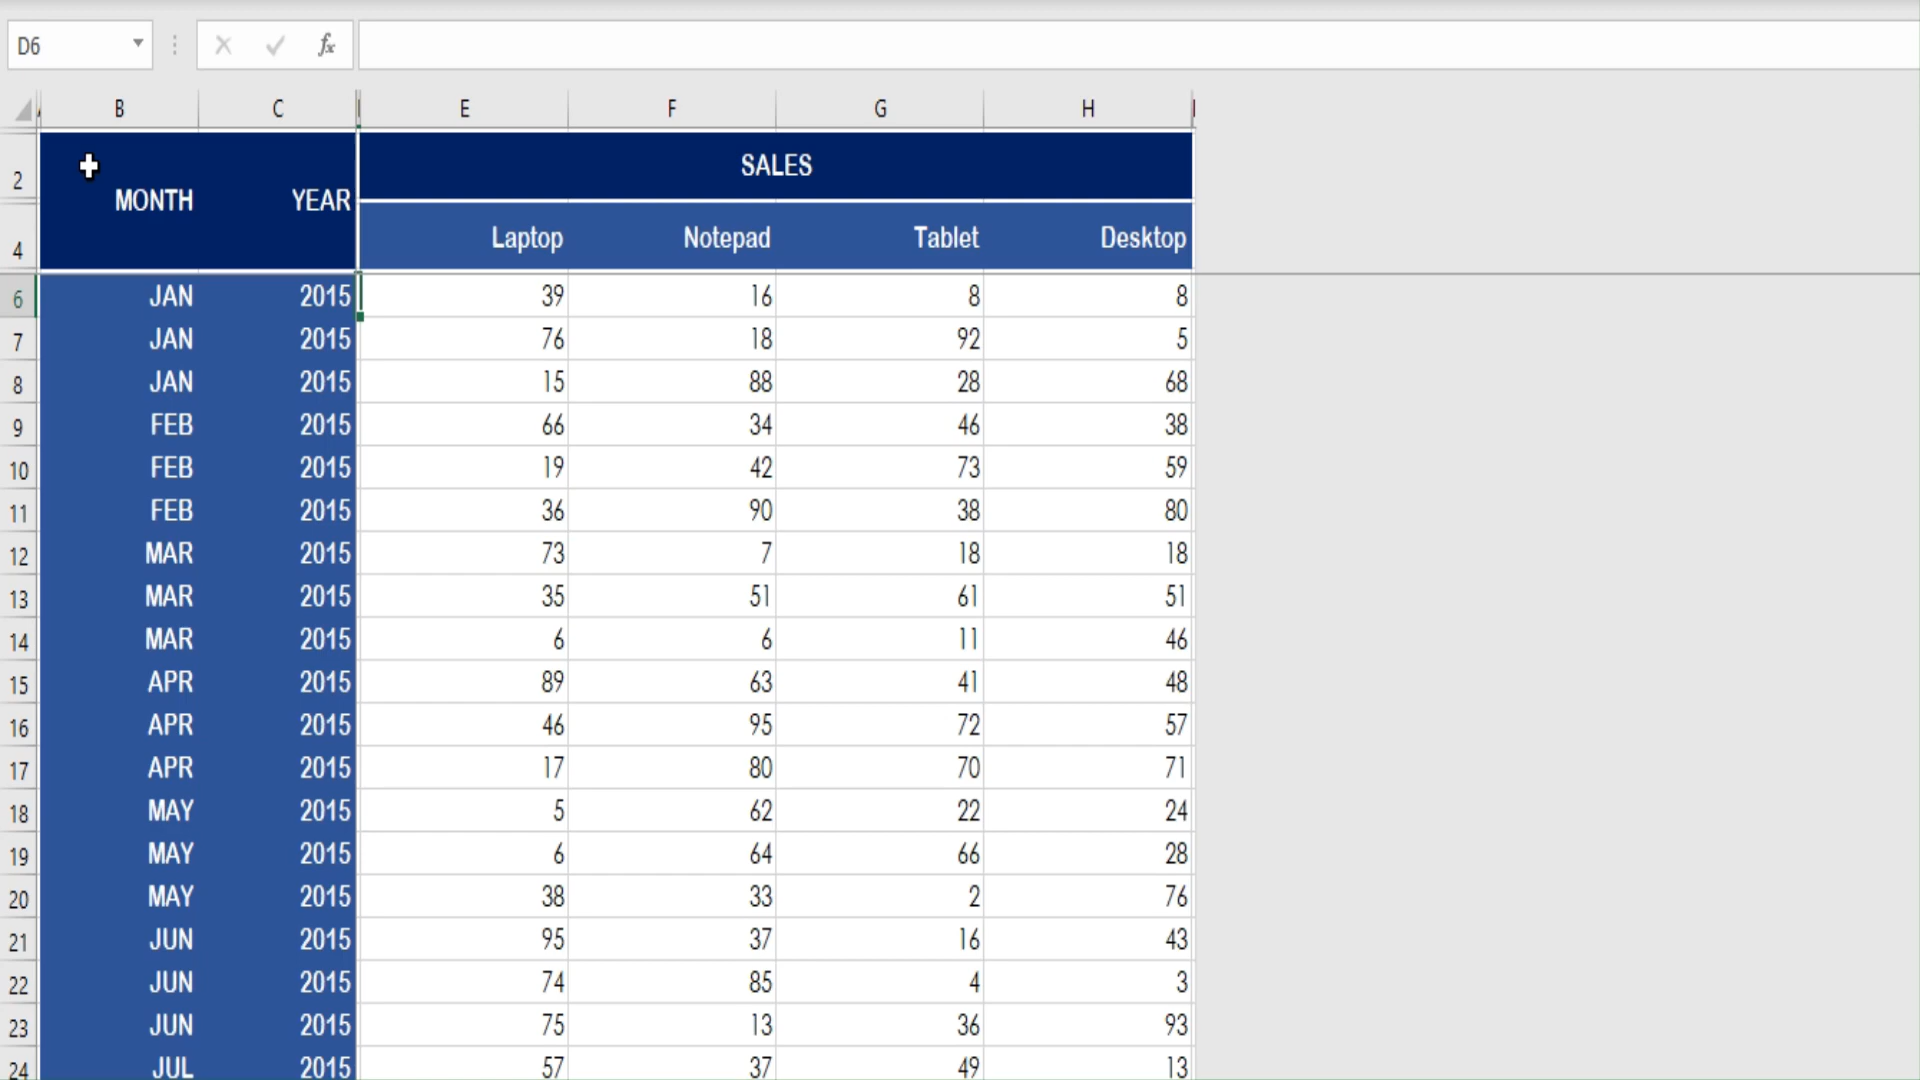 D6 fx
B C E F G H
2 SALES
MONTH YEAR
4 Laptop Notepad Tablet Desktop
6 JAN 2015 39 16 8 8
7 JAN 2015 76 18 92 5
8 JAN 2015 15 88 28 68
9 FEB 2015 66 34 46 38
10 FEB 2015 19 42 73 59
11 FEB 2015 36 90 38 80
12 MAR 2015 73 7 18 18
13 MAR 2015 35 51 61 51
14 MAR 2015 6 6 11 46
15 APR 2015 89 63 41 48
16 APR 2015 46 95 72 57
17 APR 2015 17 80 70 71
18 MAY 2015 5 62 22 24
19 MAY 2015 6 64 66 28
20 MAY 2015 38 33 2 76
21 JUN 2015 95 37 16 43
22 JUN 2015 74 85 4 3
23 JUN 2015 75 13 36 93
24 JUL 2015 57 37 49 13